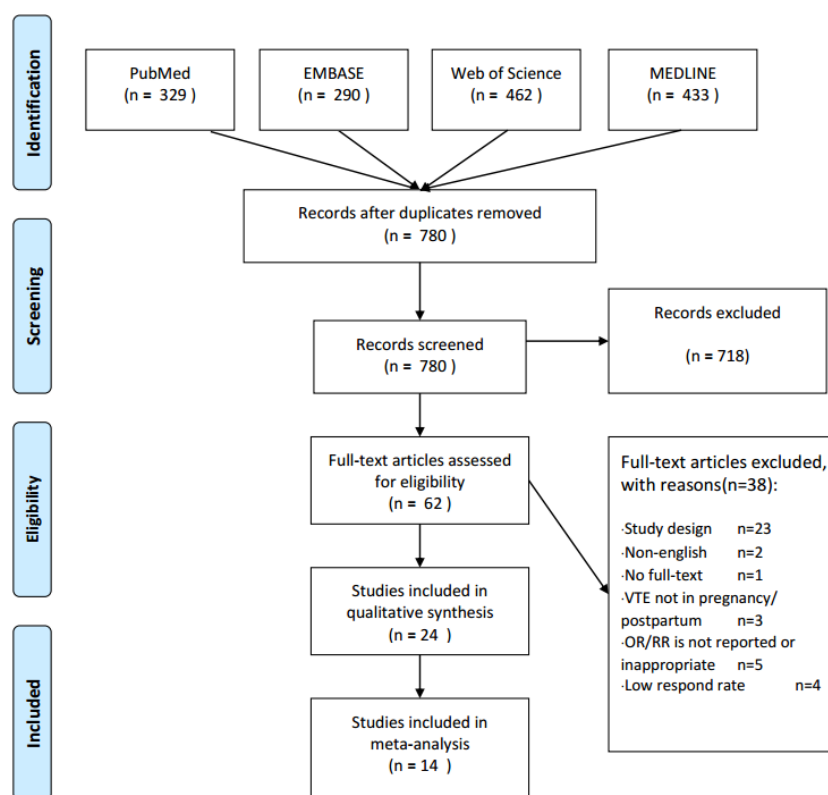 Identification
PubMed
(n = 329 )
EMBASE
(n = 290 )
Web of Science
(n = 462 )
MEDLINE
(n = 433 )
Records after duplicates removed
(n = 780 )
Screening
Records screened
(n = 780 )
Records excluded
(n = 718)
Eligibility
Full-text articles assessed
for eligibility
(n = 62 )
Full-text articles excluded,
with reasons(n=38):
·Study design n=23
·Non-english n=2
·No full-text n=1
·VTE not in pregnancy/
postpartum n=3
·OR/RR is not reported or
inappropriate n=5
·Low respond rate n=4
Studies included in
qualitative synthesis
(n = 24 )
Included
Studies included in
meta-analysis
(n = 14 )